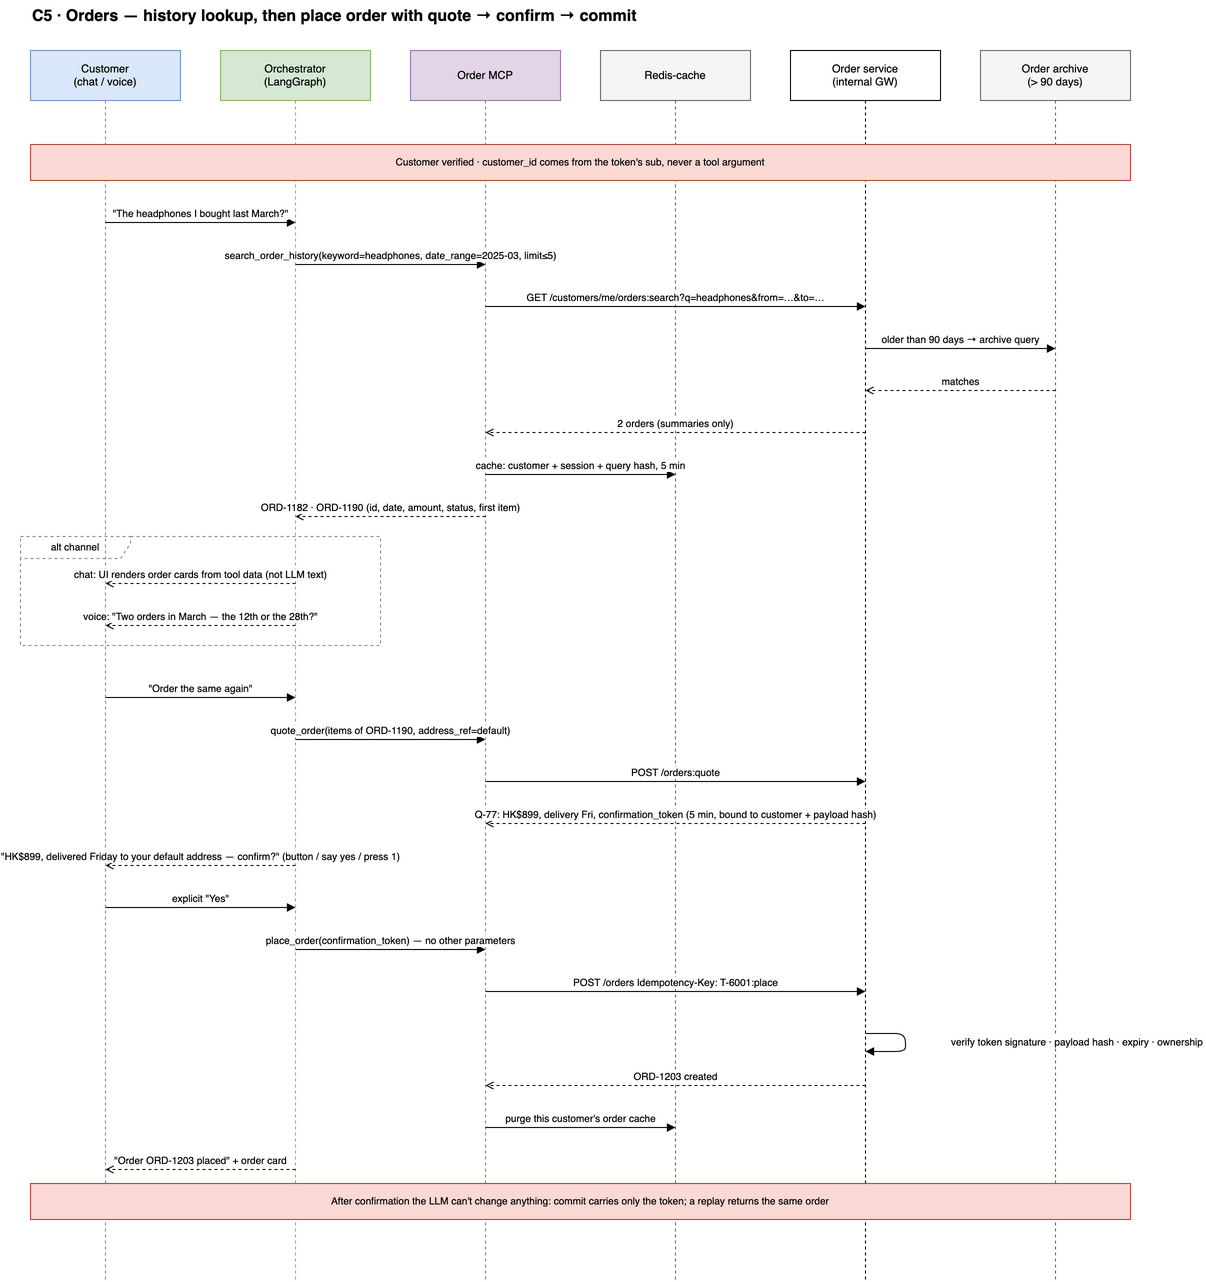 C5 · Orders — history lookup, then place order with quote → confirm → commit
Customer
(chat / voice)
Orchestrator
(LangGraph)
Order MCP
Redis-cache
Order service
(internal GW)
Order archive
(> 90 days)
Customer verified · customer_id comes from the token's sub, never a tool argument
"The headphones I bought last March?"
search_order_history(keyword=headphones, date_range=2025-03, limit≤5)
GET /customers/me/orders:search?q=headphones&from=…&to=…
older than 90 days → archive query
matches
2 orders (summaries only)
cache: customer + session + query hash, 5 min
ORD-1182 · ORD-1190 (id, date, amount, status, first item)
alt channel
chat: UI renders order cards from tool data (not LLM text)
voice: "Two orders in March — the 12th or the 28th?"
"Order the same again"
quote_order(items of ORD-1190, address_ref=default)
POST /orders:quote
Q-77: HK$899, delivery Fri, confirmation_token (5 min, bound to customer + payload hash)
"HK$899, delivered Friday to your default address — confirm?" (button / say yes / press 1)
explicit "Yes"
place_order(confirmation_token) — no other parameters
POST /orders Idempotency-Key: T-6001:place
verify token signature · payload hash · expiry · ownership
ORD-1203 created
purge this customer's order cache
"Order ORD-1203 placed" + order card
After confirmation the LLM can't change anything: commit carries only the token; a replay returns the same order